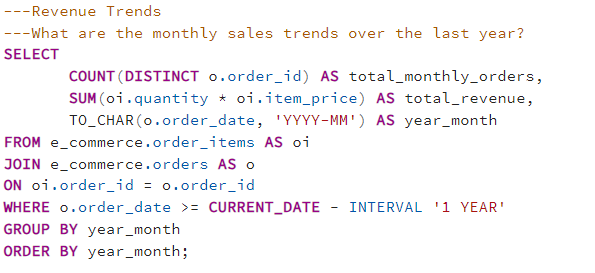 ---Revenue Trends
---What are the monthly sales trends over the last year?
SELECT
       COUNT(DISTINCT o.order_id) AS total_monthly_orders,
       SUM(oi.quantity * oi.item_price) AS total_revenue,
       TO_CHAR(o.order_date, 'YYYY-MM') AS year_month
FROM e_commerce.order_items AS oi
JOIN e_commerce.orders AS o
ON oi.order_id = o.order_id
WHERE o.order_date >= CURRENT_DATE - INTERVAL '1 YEAR'
GROUP BY year_month
ORDER BY year_month;